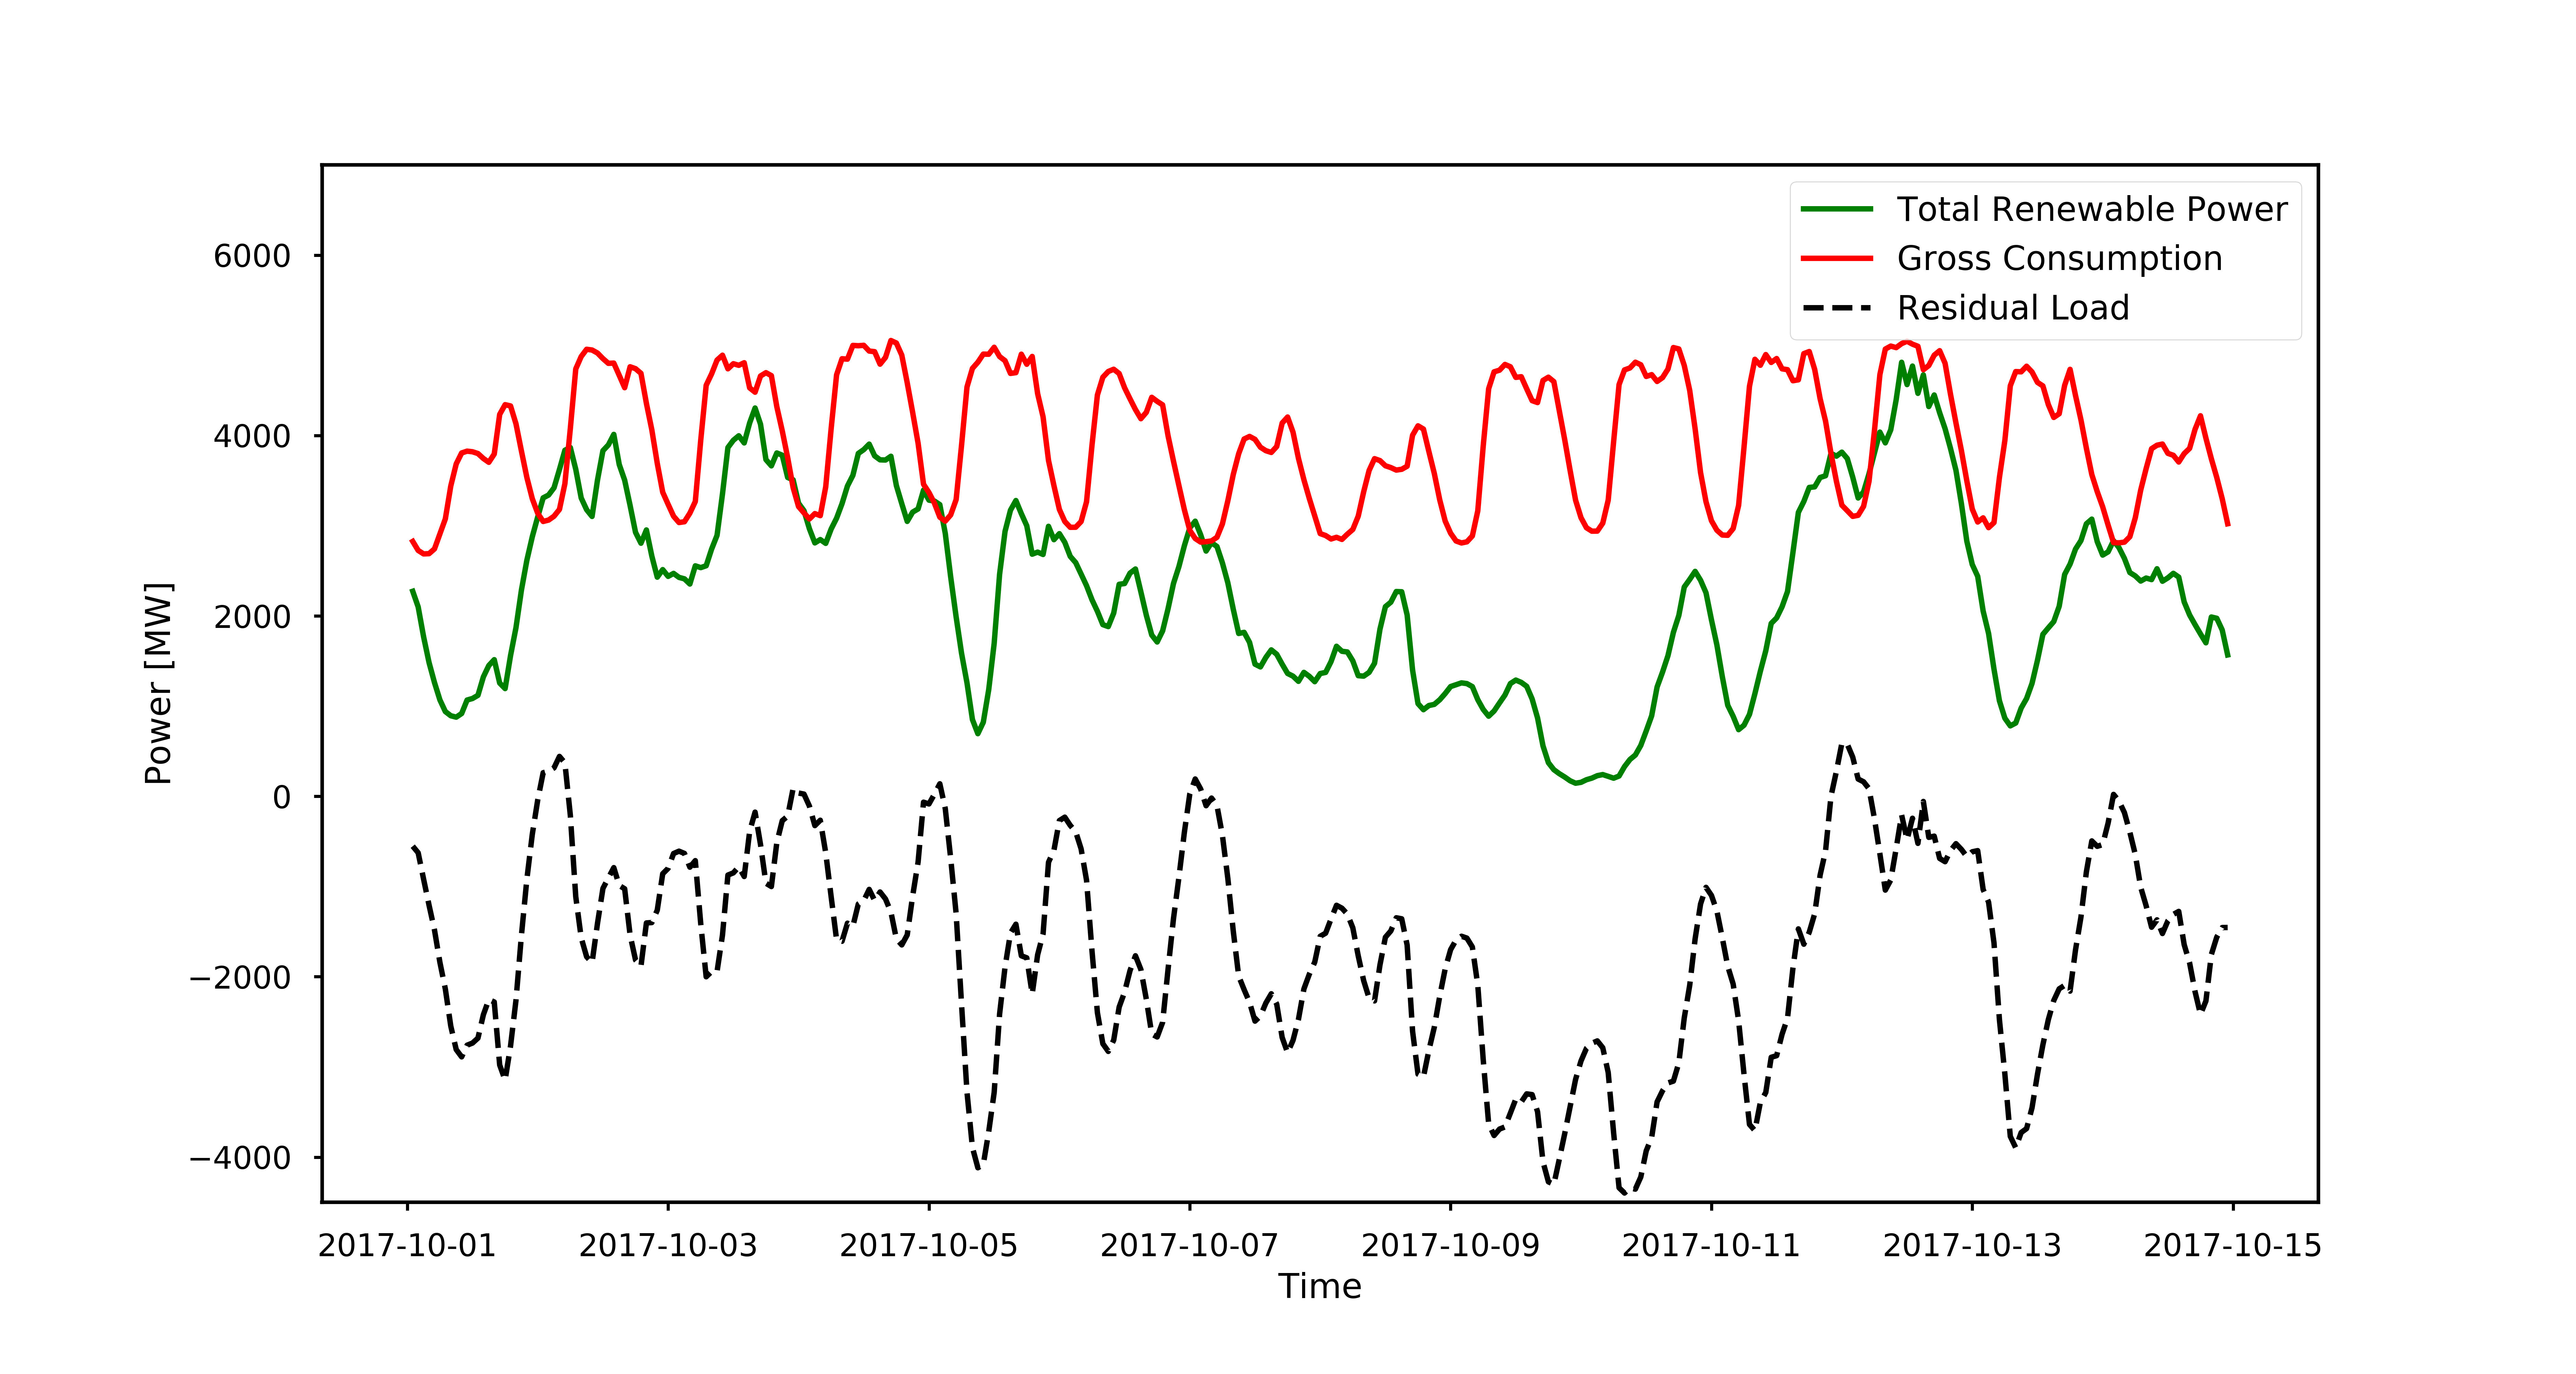 Total Renewable Power
Gross Consumption
Residual Load
6000
4000
2000
0
−2000
−4000
Power [MW]
2017-10-01 2017-10-03 2017-10-05 2017-10-07 2017-10-09 2017-10-11 2017-10-13 2017-10-15
Time